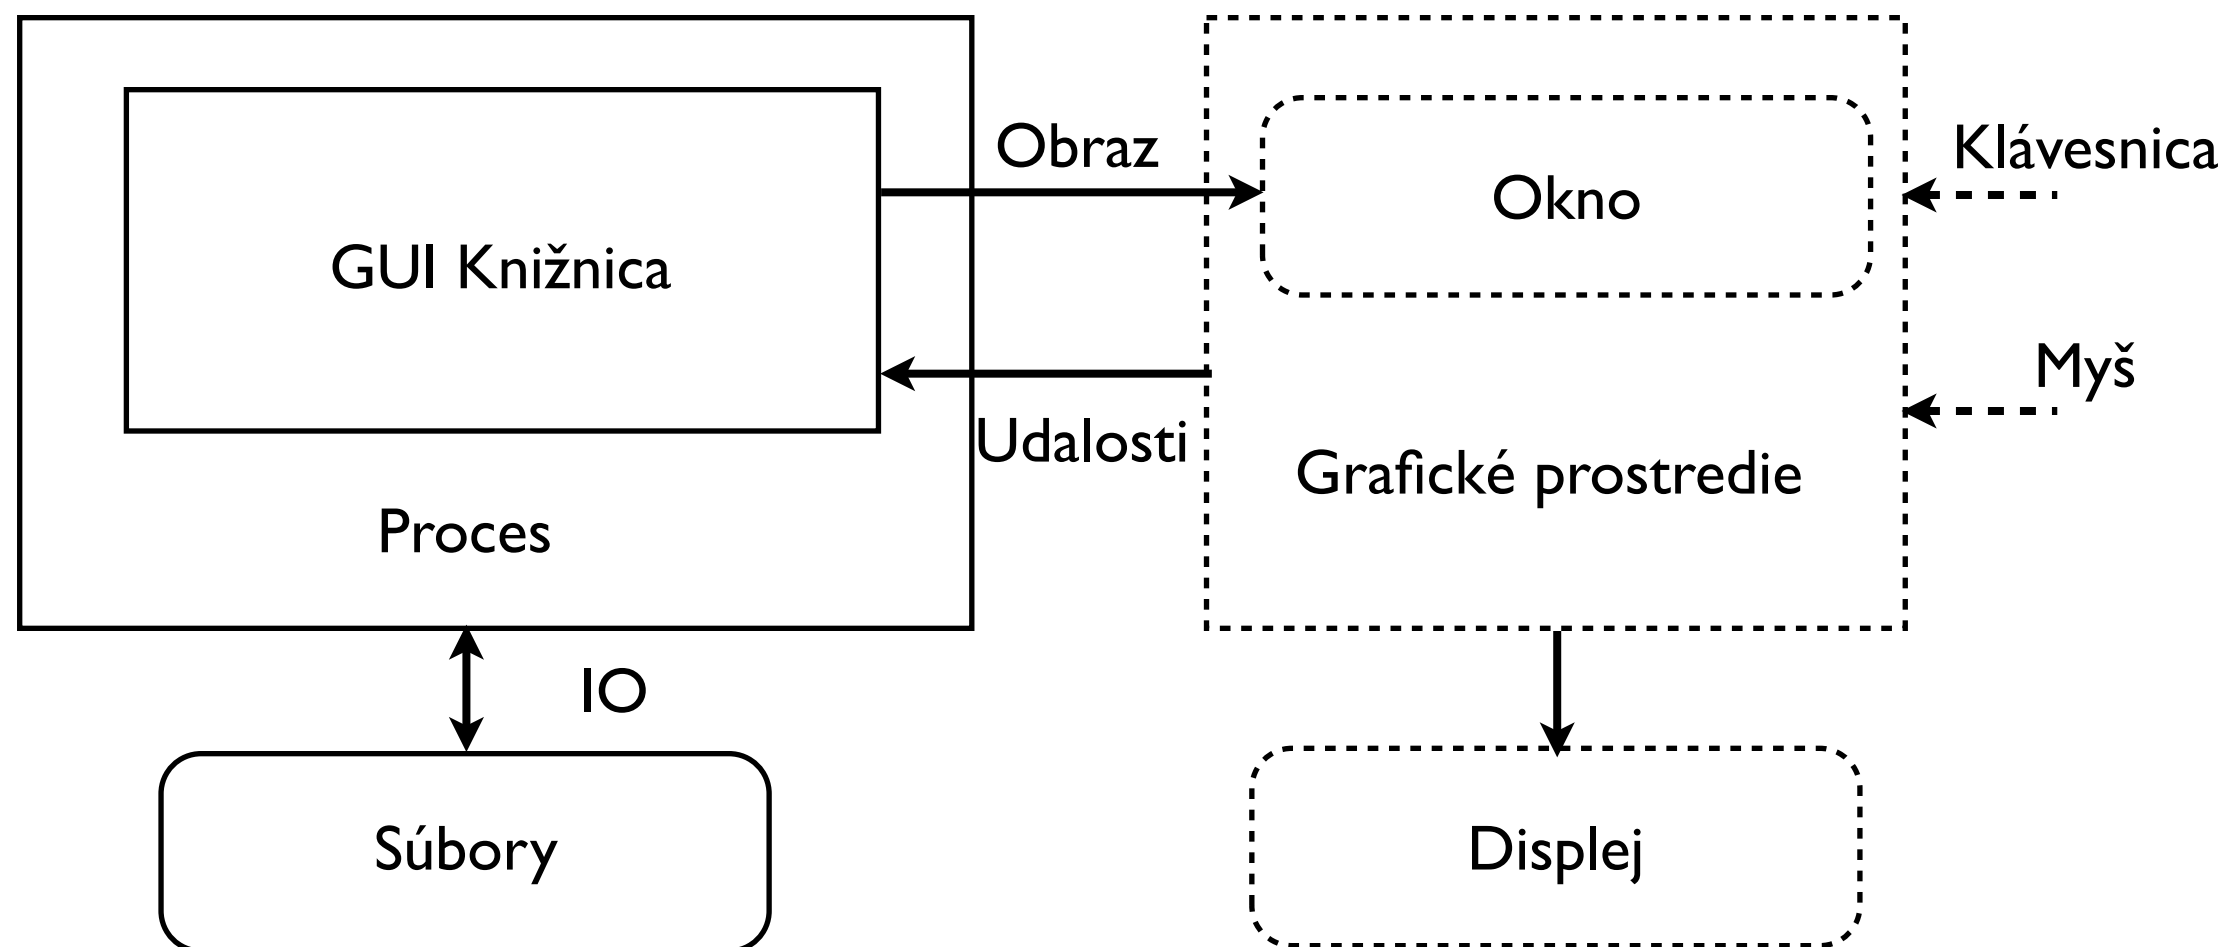 Obraz
Klávesnica
Okno
GUI Knižnica
Myš
Udalosti
Grafické prostredie
Proces
IO
Súbory
Displej